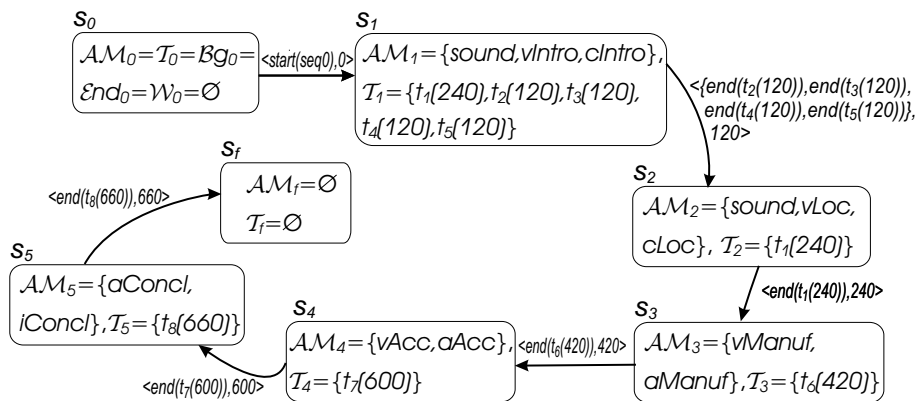 s0
𝒜ℳ0=𝒯0=ℬg0=
ℰnd0=𝒲0=∅
<start(seq0),0>
s1
𝒜ℳ1={sound,vIntro,cIntro},
𝒯1={t1(240),t2(120),t3(120),
t4(120),t5(120)}
<{end(t2(120)),end(t3(120)),
end(t4(120)),end(t5(120))},
120>
s2
𝒜ℳ2={sound,vLoc,
cLoc}, 𝒯2={t1(240)}
<end(t1(240)),240>
s3
𝒜ℳ3={vManuf,
aManuf},𝒯3={t6(420)}
<end(t6(420)),420>
s4
𝒜ℳ4={vAcc,aAcc},
𝒯4={t7(600)}
<end(t7(600)),600>
s5
𝒜ℳ5={aConcl,
iConcl},𝒯5={t8(660)}
<end(t8(660)),660>
sf
𝒜ℳf=∅
𝒯f=∅